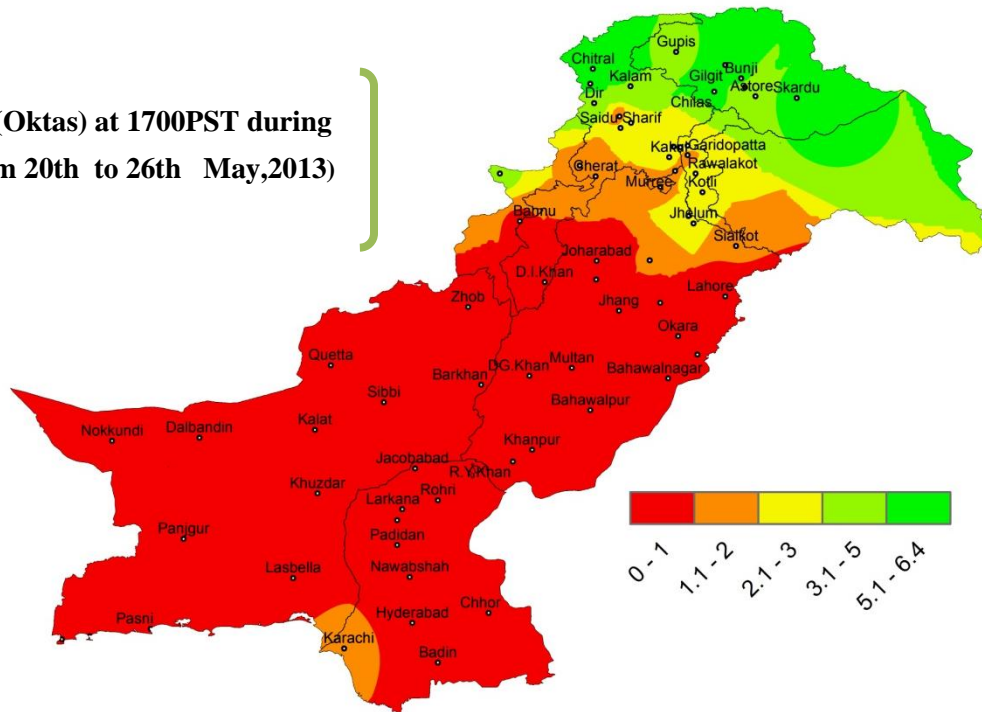 (Oktas) at 1700PST during
20th to 26th May,2013)
Gupis
Chitral
Bunji
Kalam
Gilgit
Astore
Skardu
Dir
Chilas
Saidu Sharif
Garidopatta
Cherat
Rawalakot
Murree
Kotli
Bannu
Jhelum
Sialkot
Joharabad
D.I.Khan
Zhob
Jhang
Lahore
Okara
Quetta
DG.Khan
Multan
Barkhan
Bahawalnagar
Sibbi
Bahawalpur
Nokkundi
Dalbandin
Kalat
Khanpur
Jacobabad
R.Y.Khan
Khuzdar
Rohri
Larkana
Panjgur
Padidan
Lasbella
Nawabshah
Pasni
Hyderabad
Chhor
Karachi
Badin
0 - 1
1.1 - 2
2.1 - 3
3.1 - 5
5.1 - 6.4